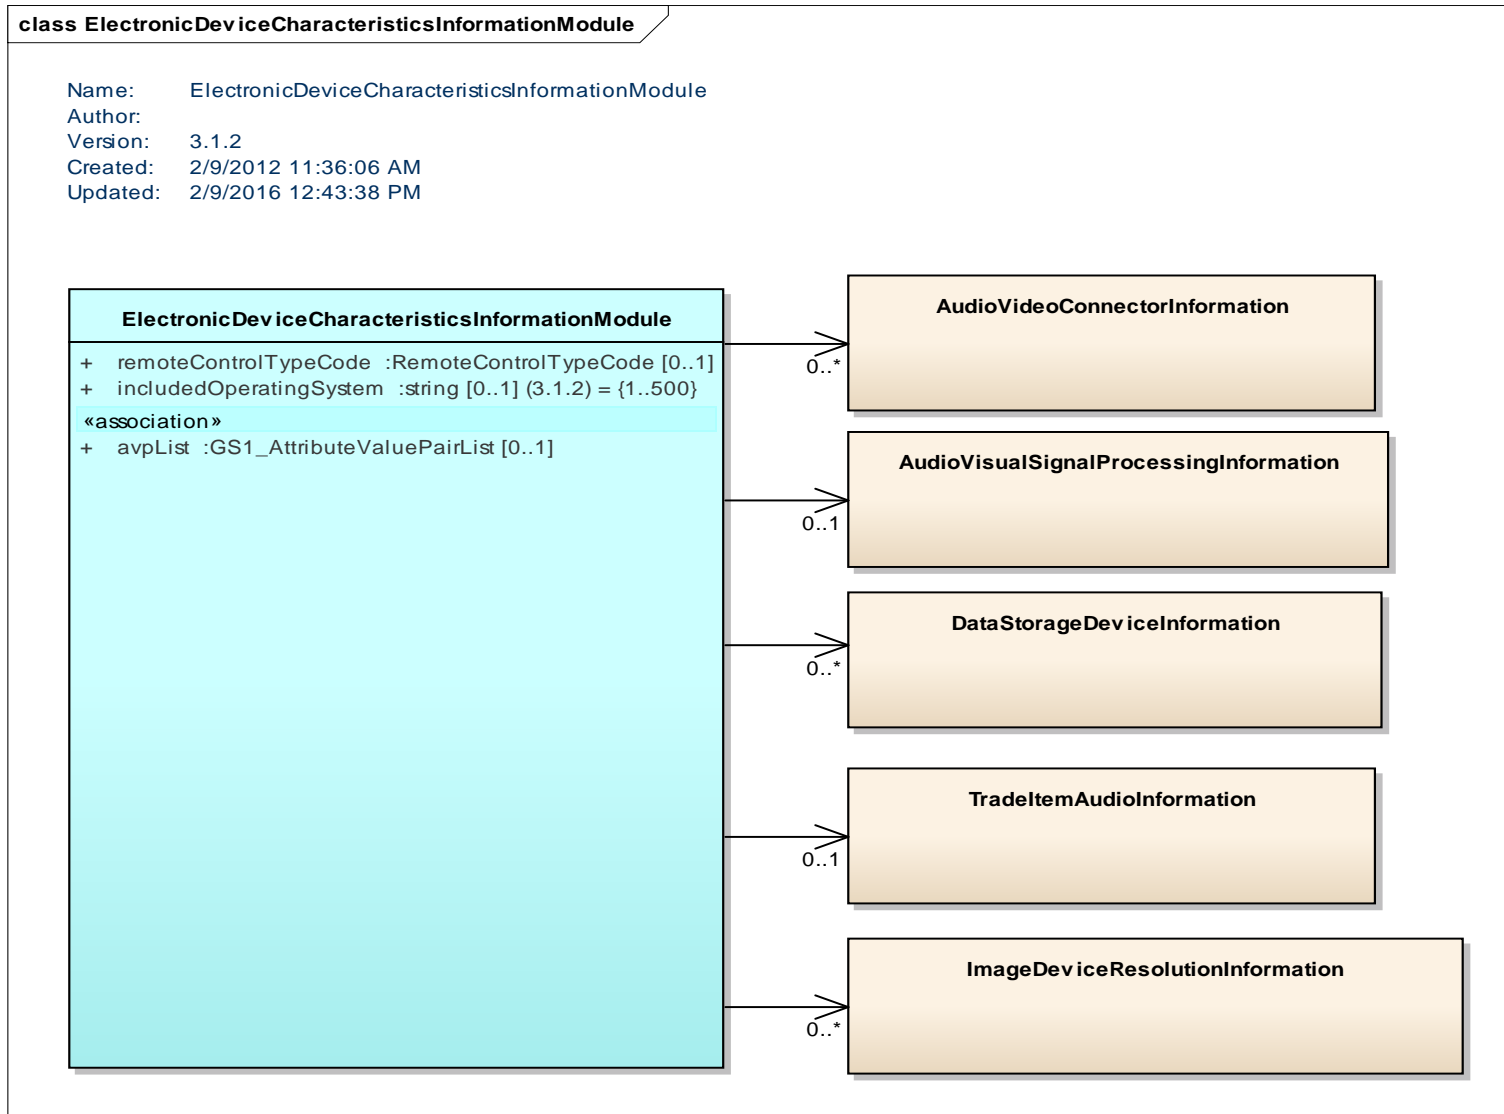 class ElectronicDeviceCharacteristicsInformationModule
Name: ElectronicDeviceCharacteristicsInformationModule
Author:
Version: 3.1.2
Created: 2/9/2012 11:36:06 AM
Updated: 2/9/2016 12:43:38 PM
ElectronicDeviceCharacteristicsInformationModule
+ remoteControlTypeCode :RemoteControlTypeCode [0..1]
+ includedOperatingSystem :string [0..1] (3.1.2) = {1..500}
«association»
+ avpList :GS1_AttributeValuePairList [0..1]
AudioVideoConnectorInformation
0..*
AudioVisualSignalProcessingInformation
0..1
DataStorageDeviceInformation
0..*
TradeItemAudioInformation
0..1
ImageDeviceResolutionInformation
0..*